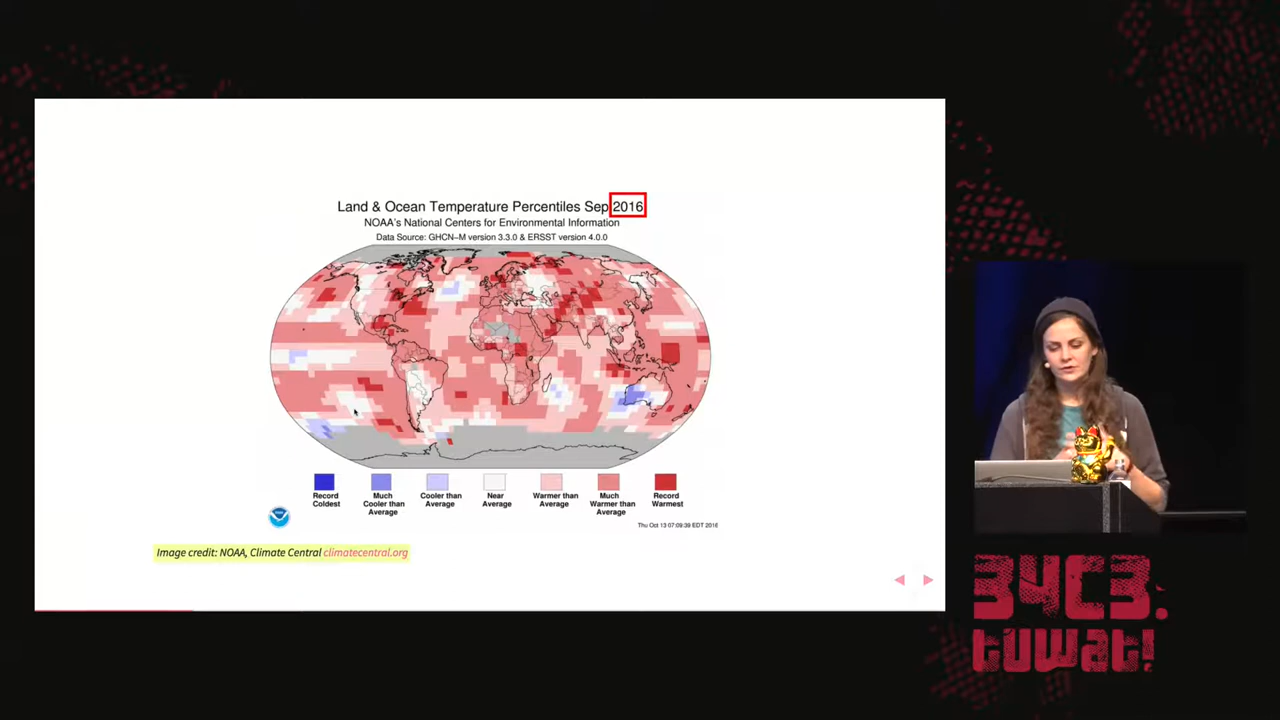 Land & Ocean Temperature Percentiles Sep 2016
NOAA's National Centers for Environmental Information
Data Source: GHCN–M version 3.3.0 & ERSST version 4.0.0
Record Coldest
Much Cooler than Average
Cooler than Average
Near Average
Warmer than Average
Much Warmer than Average
Record Warmest
Thu Oct 13 07:09:39 EDT 2016
Image credit: NOAA, Climate Central climatecentral.org
34C3.
tuwat!